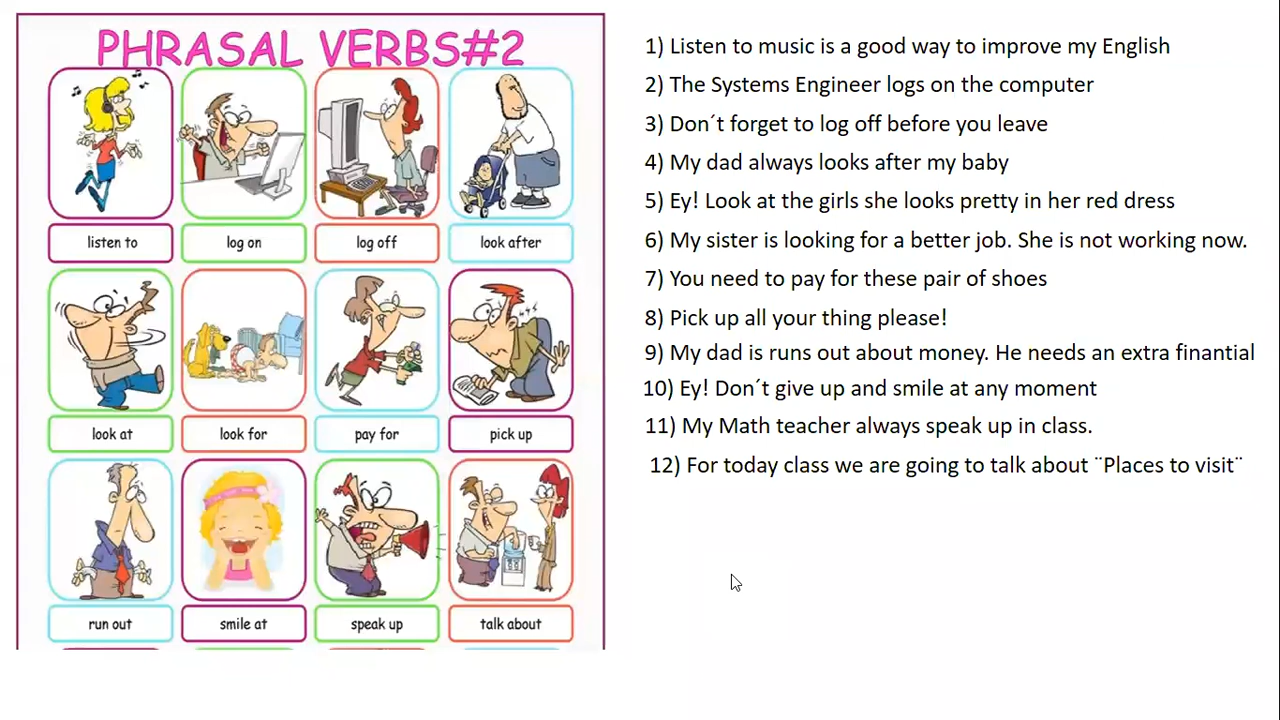 PHRASAL VERBS#2
listen to
log on
log off
look after
look at
look for
pay for
pick up
run out
smile at
speak up
talk about
1) Listen to music is a good way to improve my English
2) The Systems Engineer logs on the computer
3) Don´t forget to log off before you leave
4) My dad always looks after my baby
5) Ey! Look at the girls she looks pretty in her red dress
6) My sister is looking for a better job. She is not working now.
7) You need to pay for these pair of shoes
8) Pick up all your thing please!
9) My dad is runs out about money. He needs an extra finantial
10) Ey! Don´t give up and smile at any moment
11) My Math teacher always speak up in class.
12) For today class we are going to talk about ¨Places to visit¨